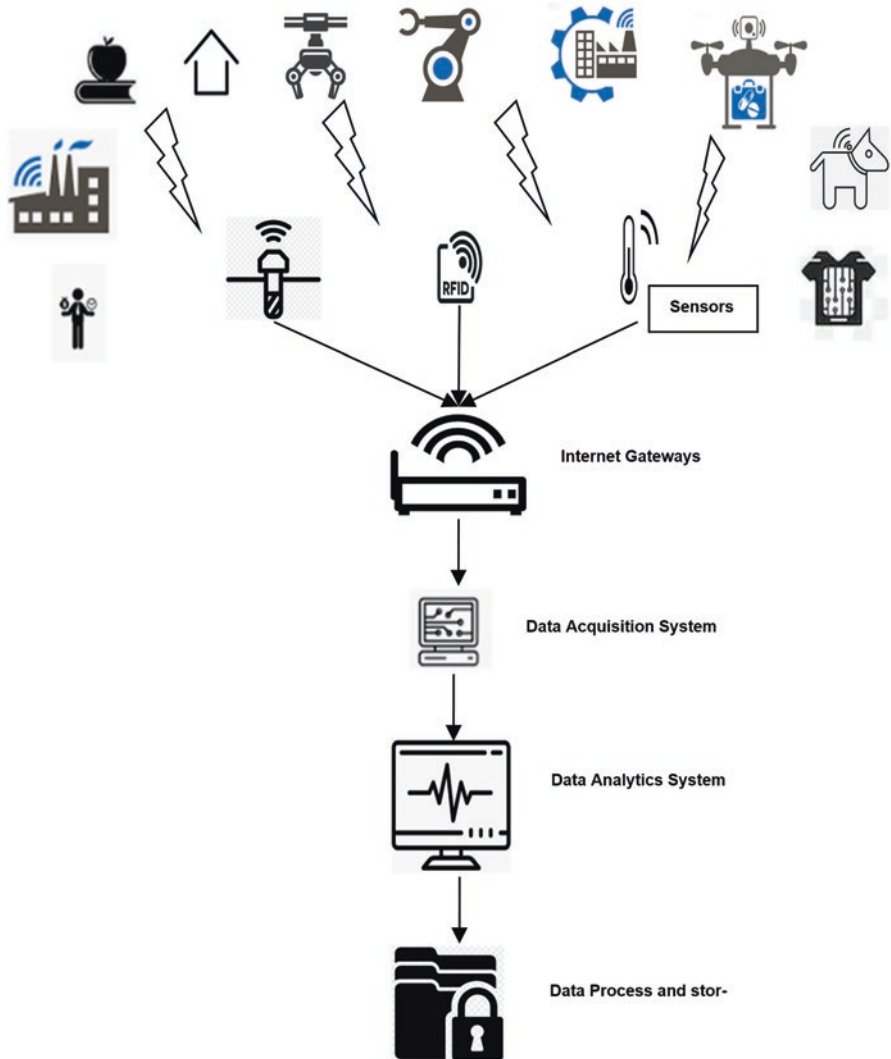 RFID
Sensors
Internet Gateways
Data Acquisition System
Data Analytics System
Data Process and stor-